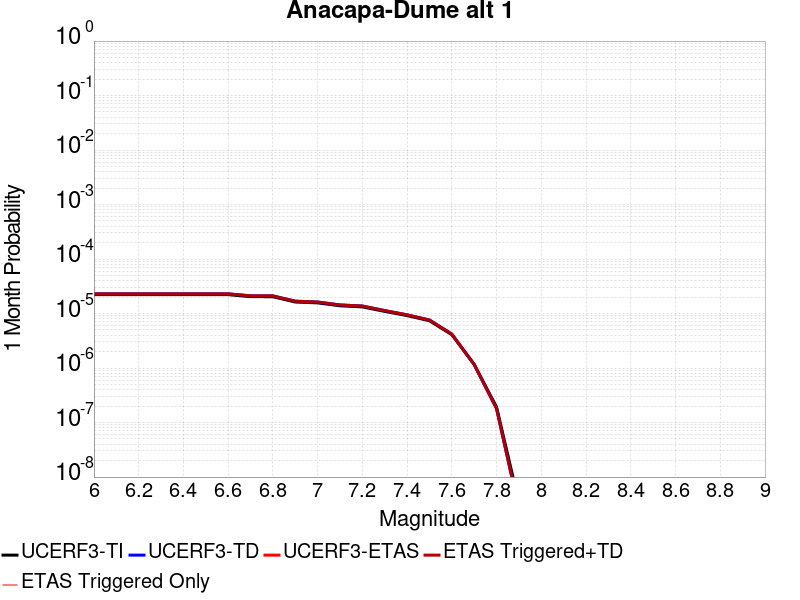 Anacapa-Dume alt 1
10^0
10^-1
10^-2
10^-3
10^-4
10^-5
10^-6
10^-7
10^-8
1 Month Probability
6 6.2 6.4 6.6 6.8 7 7.2 7.4 7.6 7.8 8 8.2 8.4 8.6 8.8 9
Magnitude
UCERF3-TI UCERF3-TD UCERF3-ETAS ETAS Triggered+TD
ETAS Triggered Only